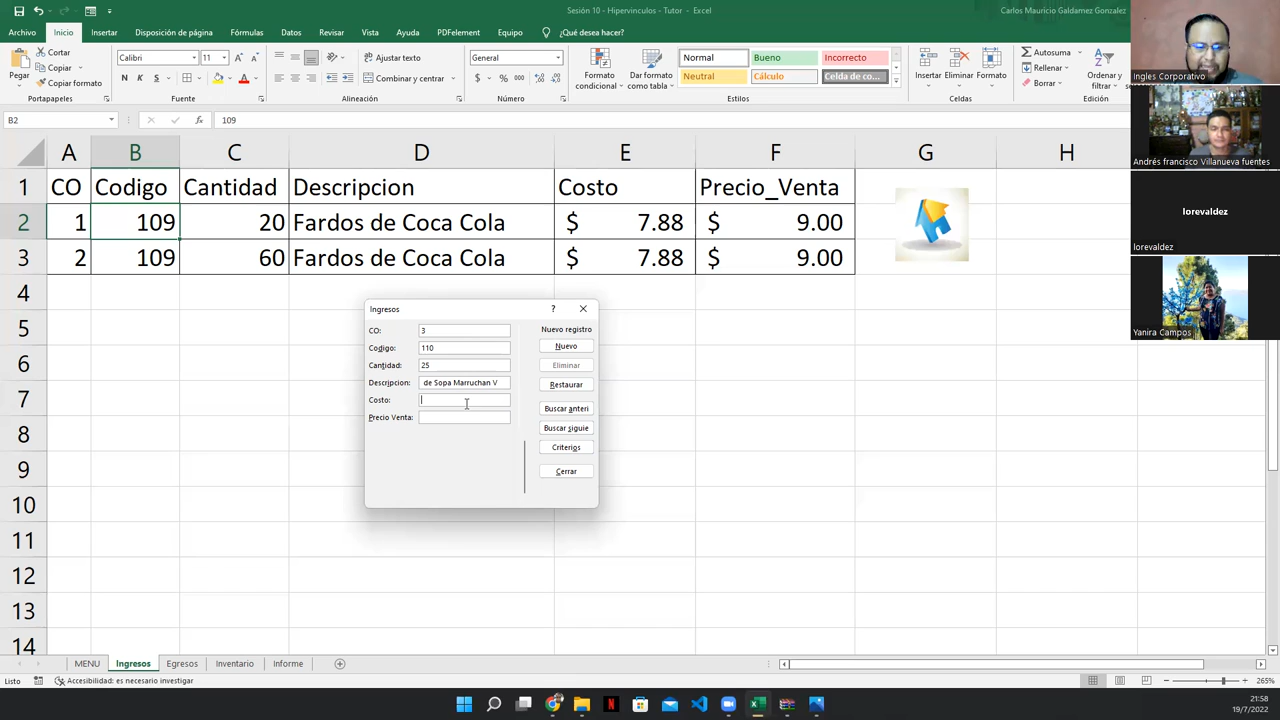 Sesión 10 - Hipervinculos - Tutor - Excel
Carlos Mauricio Galdamez Gonzalez
Archivo Inicio Insertar Disposición de página Fórmulas Datos Revisar Vista Ayuda PDFelement Equipo ¿Qué desea hacer?
Pegar
Cortar
Copiar
Copiar formato
Portapapeles
Calibri 11
N K S
Fuente
Ajustar texto
Combinar y centrar
Alineación
General
$ % 000
Número
Formato condicional
Dar formato como tabla
Normal Bueno Incorrecto
Neutral Cálculo Celda de co...
Estilos
Insertar Eliminar Formato
Celdas
Autosuma
Rellenar
Borrar
Ordenar y filtrar
Edición
B2 fx 109
A B C D E F G H
1 CO Codigo Cantidad Descripcion Costo Precio_Venta
2 1 109 20 Fardos de Coca Cola $ 7.88 $ 9.00
3 2 109 60 Fardos de Coca Cola $ 7.88 $ 9.00
4
5
6
7
8
9
10
11
12
13
14
Ingresos ?
CO: 3 Nuevo registro
Codigo: 110 Nuevo
Cantidad: 25 Eliminar
Descripcion: de Sopa Marruchan V Restaurar
Costo: Buscar anteri
Precio Venta: Buscar siguie
Criterios
Cerrar
Ingles Corporativo
Andrés francisco Villanueva fuentes
lorevaldez
lorevaldez
Yanira Campos
MENU Ingresos Egresos Inventario Informe
Listo Accesibilidad: es necesario investigar 265%
21:58
19/7/2022